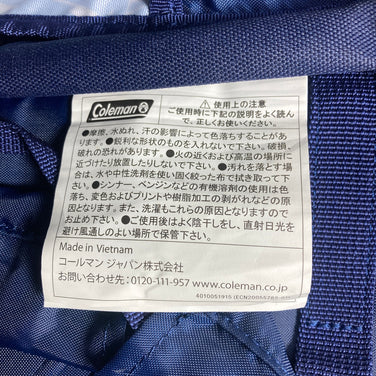 Coleman
⚠使用上の注意
ご使用時に下記の説明をよく読んで、正しくお使いください。
●摩擦、水ぬれ、汗の影響によって色落ちすることがあ
ります。●鋭利な形状のものを入れないで下さい。破損、
破れの恐れがあります。●火の近くおよび高温の場所に
近づけたり放置したりしないで下さい。●汚れを落とす場
合は、水や中性洗剤を使い固く絞った布で拭き取って下さ
い。●シンナー、ベンジンなどの有機溶剤の使用は色落
ち、変色およびプリントや樹脂加工の剥がれなどの原
因となります。また、洗濯もこれらの原因となりますので
お止め下さい。●ご使用後はよく陰干しをし、直射日光を
避け風通しのよい場所で保管下さい。
Made in Vietnam
コールマン ジャパン株式会社
お問い合わせ先:0120-111-957 www.coleman.co.jp
4010051915